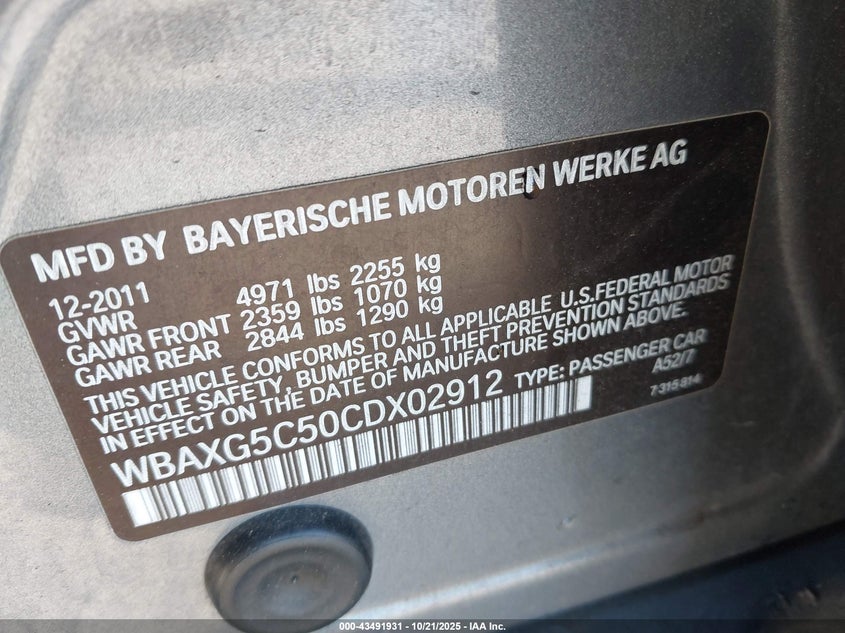 MFD BY BAYERISCHE MOTOREN WERKE AG
12-2011
GVWR 4971 lbs 2255 kg
GAWR FRONT 2359 lbs 1070 kg
GAWR REAR 2844 lbs 1290 kg
THIS VEHICLE CONFORMS TO ALL APPLICABLE U.S.FEDERAL MOTOR
VEHICLE SAFETY, BUMPER AND THEFT PREVENTION STANDARDS
IN EFFECT ON THE DATE OF MANUFACTURE SHOWN ABOVE.
WBAXG5C50CDX02912 TYPE: PASSENGER CAR
A52/7
7 315 814
000-43491931 - 10/21/2025 - IAA Inc.